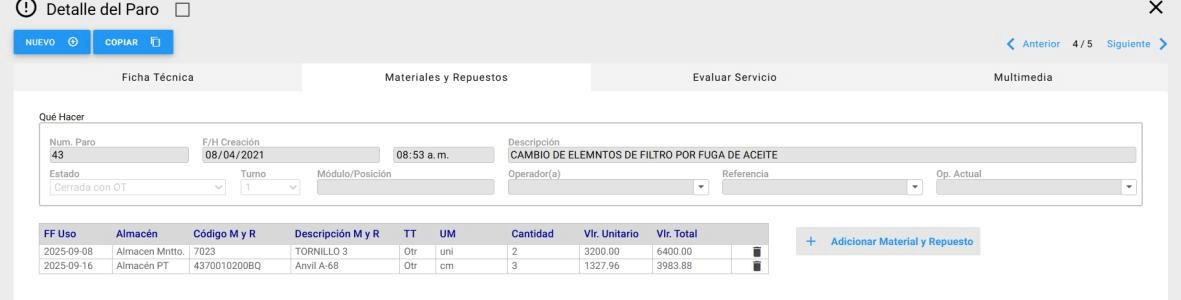 Detalle del Paro
NUEVO COPIAR Anterior 4 / 5 Siguiente
Ficha Técnica Materiales y Repuestos Evaluar Servicio Multimedia
Qué Hacer
Num. Paro F/H Creación Descripción
43 08/04/2021 08:53 a. m. CAMBIO DE ELEMNTOS DE FILTRO POR FUGA DE ACEITE
Estado Turno Módulo/Posición Operador(a) Referencia Op. Actual
Cerrada con OT 1
FF Uso Almacén Código M y R Descripción M y R TT UM Cantidad Vlr. Unitario Vlr. Total
2025-09-08 Almacen Mntto. 7023 TORNILLO 3 Otr uni 2 3200.00 6400.00
2025-09-16 Almacén PT 4370010200BQ Anvil A-68 Otr cm 3 1327.96 3983.88
+ Adicionar Material y Repuesto